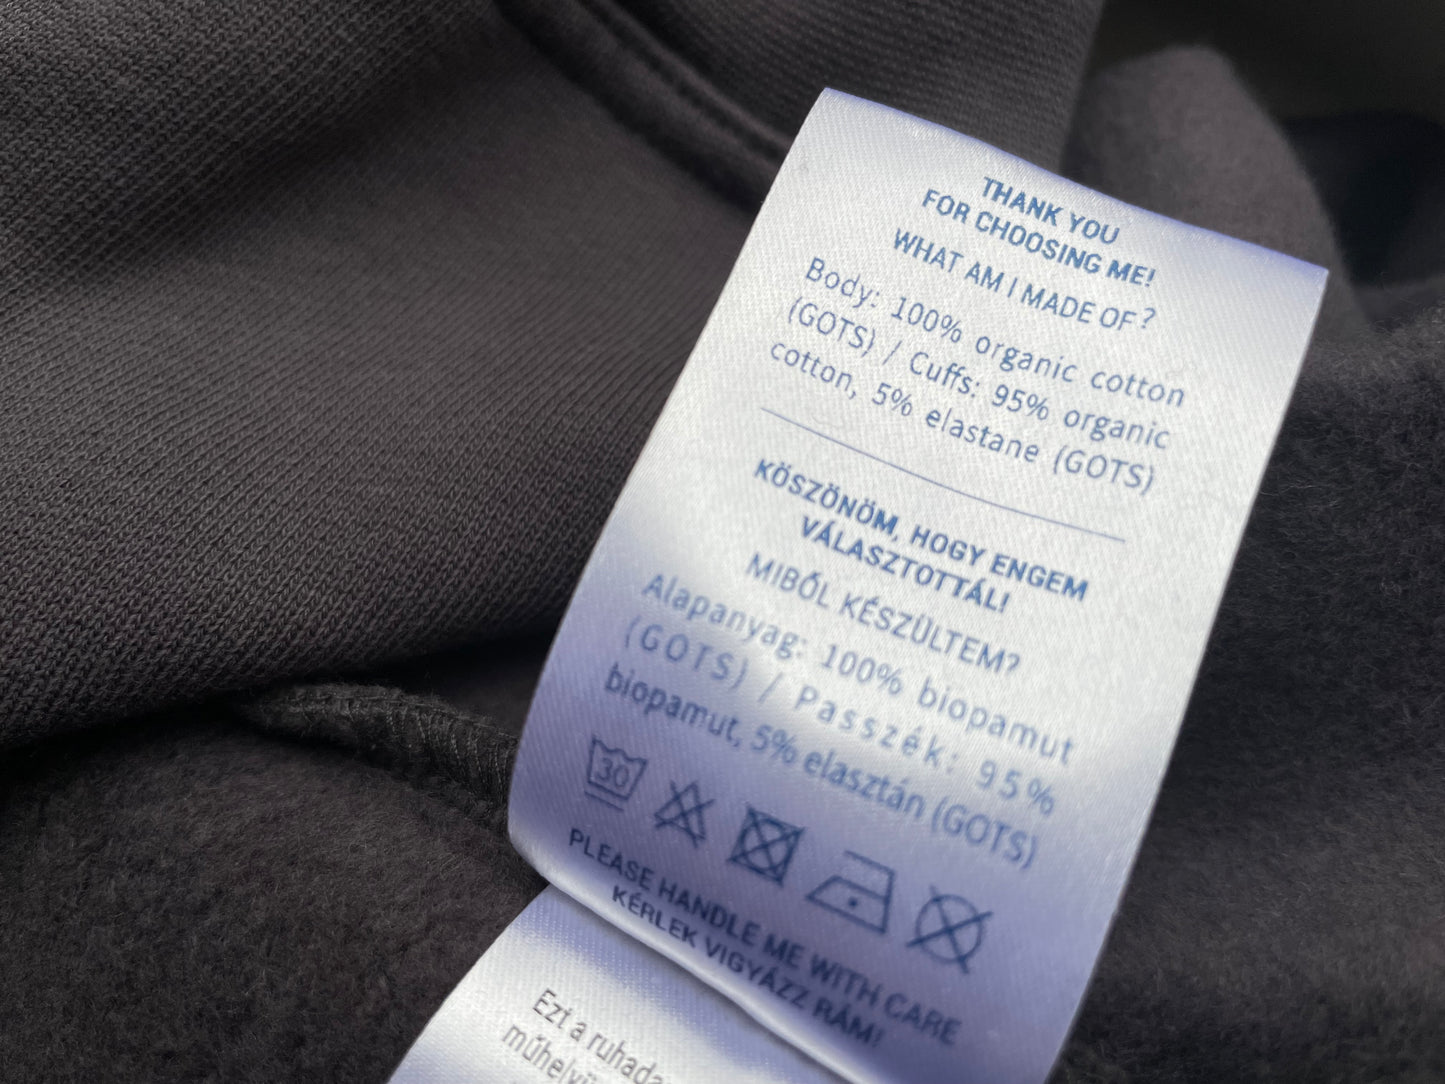 THANK YOU
FOR CHOOSING ME!
WHAT AM I MADE OF?
Body: 100% organic cotton
(GOTS) / Cuffs: 95% organic
cotton, 5% elastane (GOTS)
KÖSZÖNÖM, HOGY ENGEM
VÁLASZTOTTÁL!
MIBŐL KÉSZÜLTEM?
Alapanyag: 100% biopamut
(GOTS) / Passzék: 95%
biopamut, 5% elasztán (GOTS)
30
PLEASE HANDLE ME WITH CARE
KÉRLEK VIGYÁZZ RÁM!
Ezt a